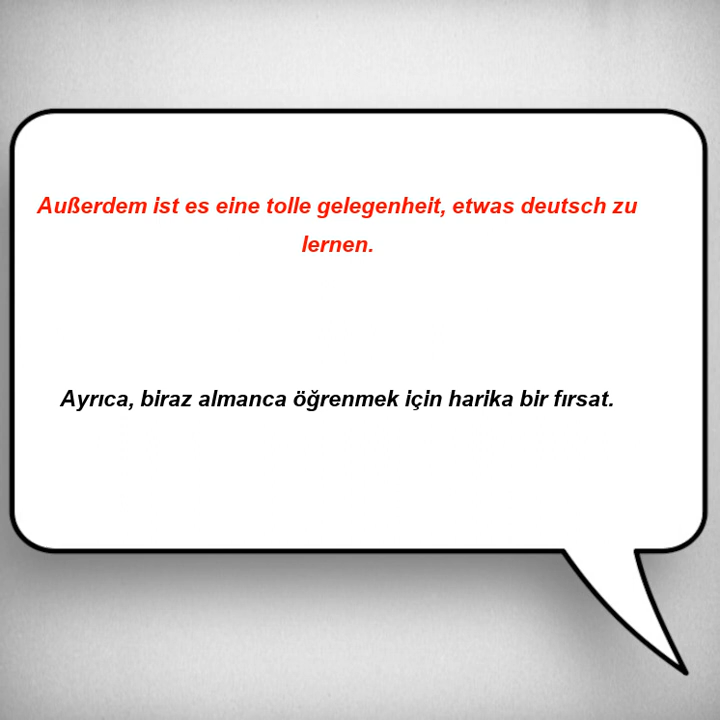 Außerdem ist es eine tolle gelegenheit, etwas deutsch zu
lernen.
Ayrıca, biraz almanca öğrenmek için harika bir fırsat.